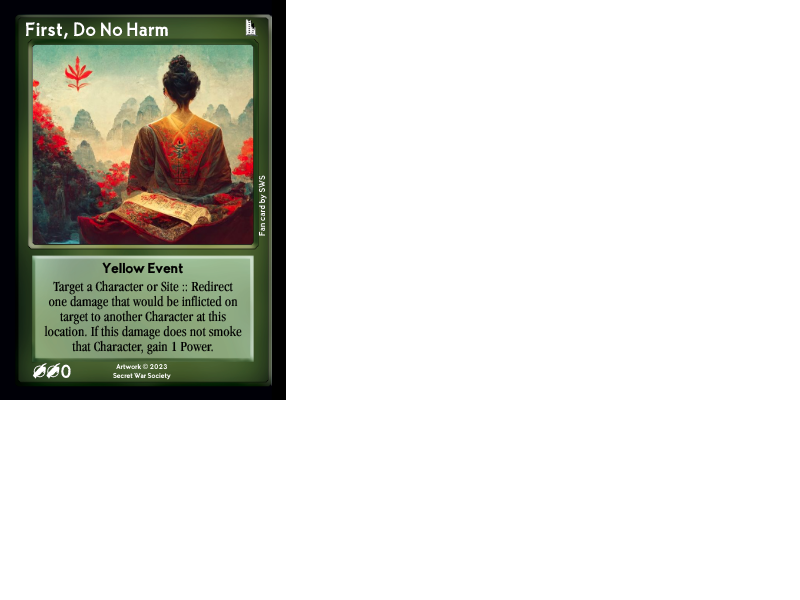 First, Do No Harm
Fan card by SWS
Yellow Event
Target a Character or Site :: Redirect
one damage that would be inflicted on
target to another Character at this
location. If this damage does not smoke
that Character, gain 1 Power.
0
Artwork © 2023
Secret War Society